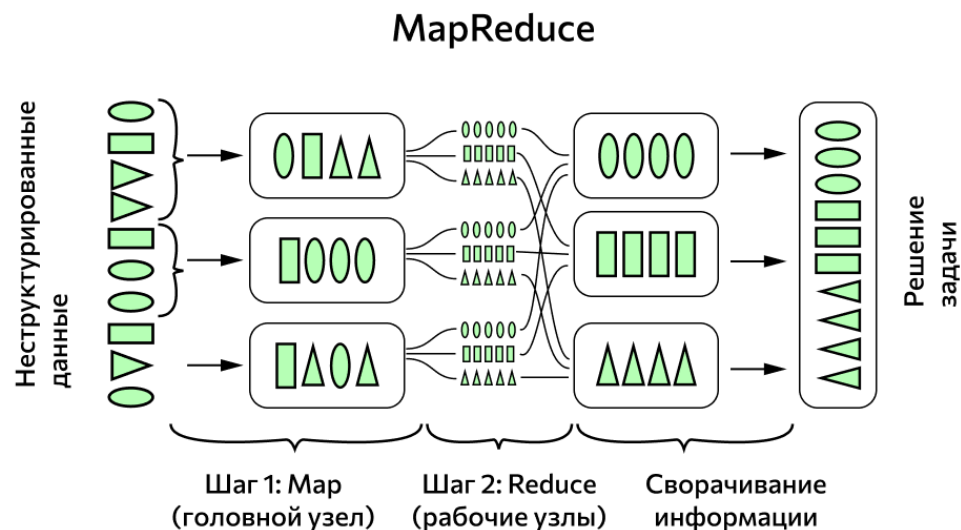 MapReduce
Неструктурированные
данные
Решение
задачи
Шаг 1: Map
(головной узел)
Шаг 2: Reduce
(рабочие узлы)
Сворачивание
информации